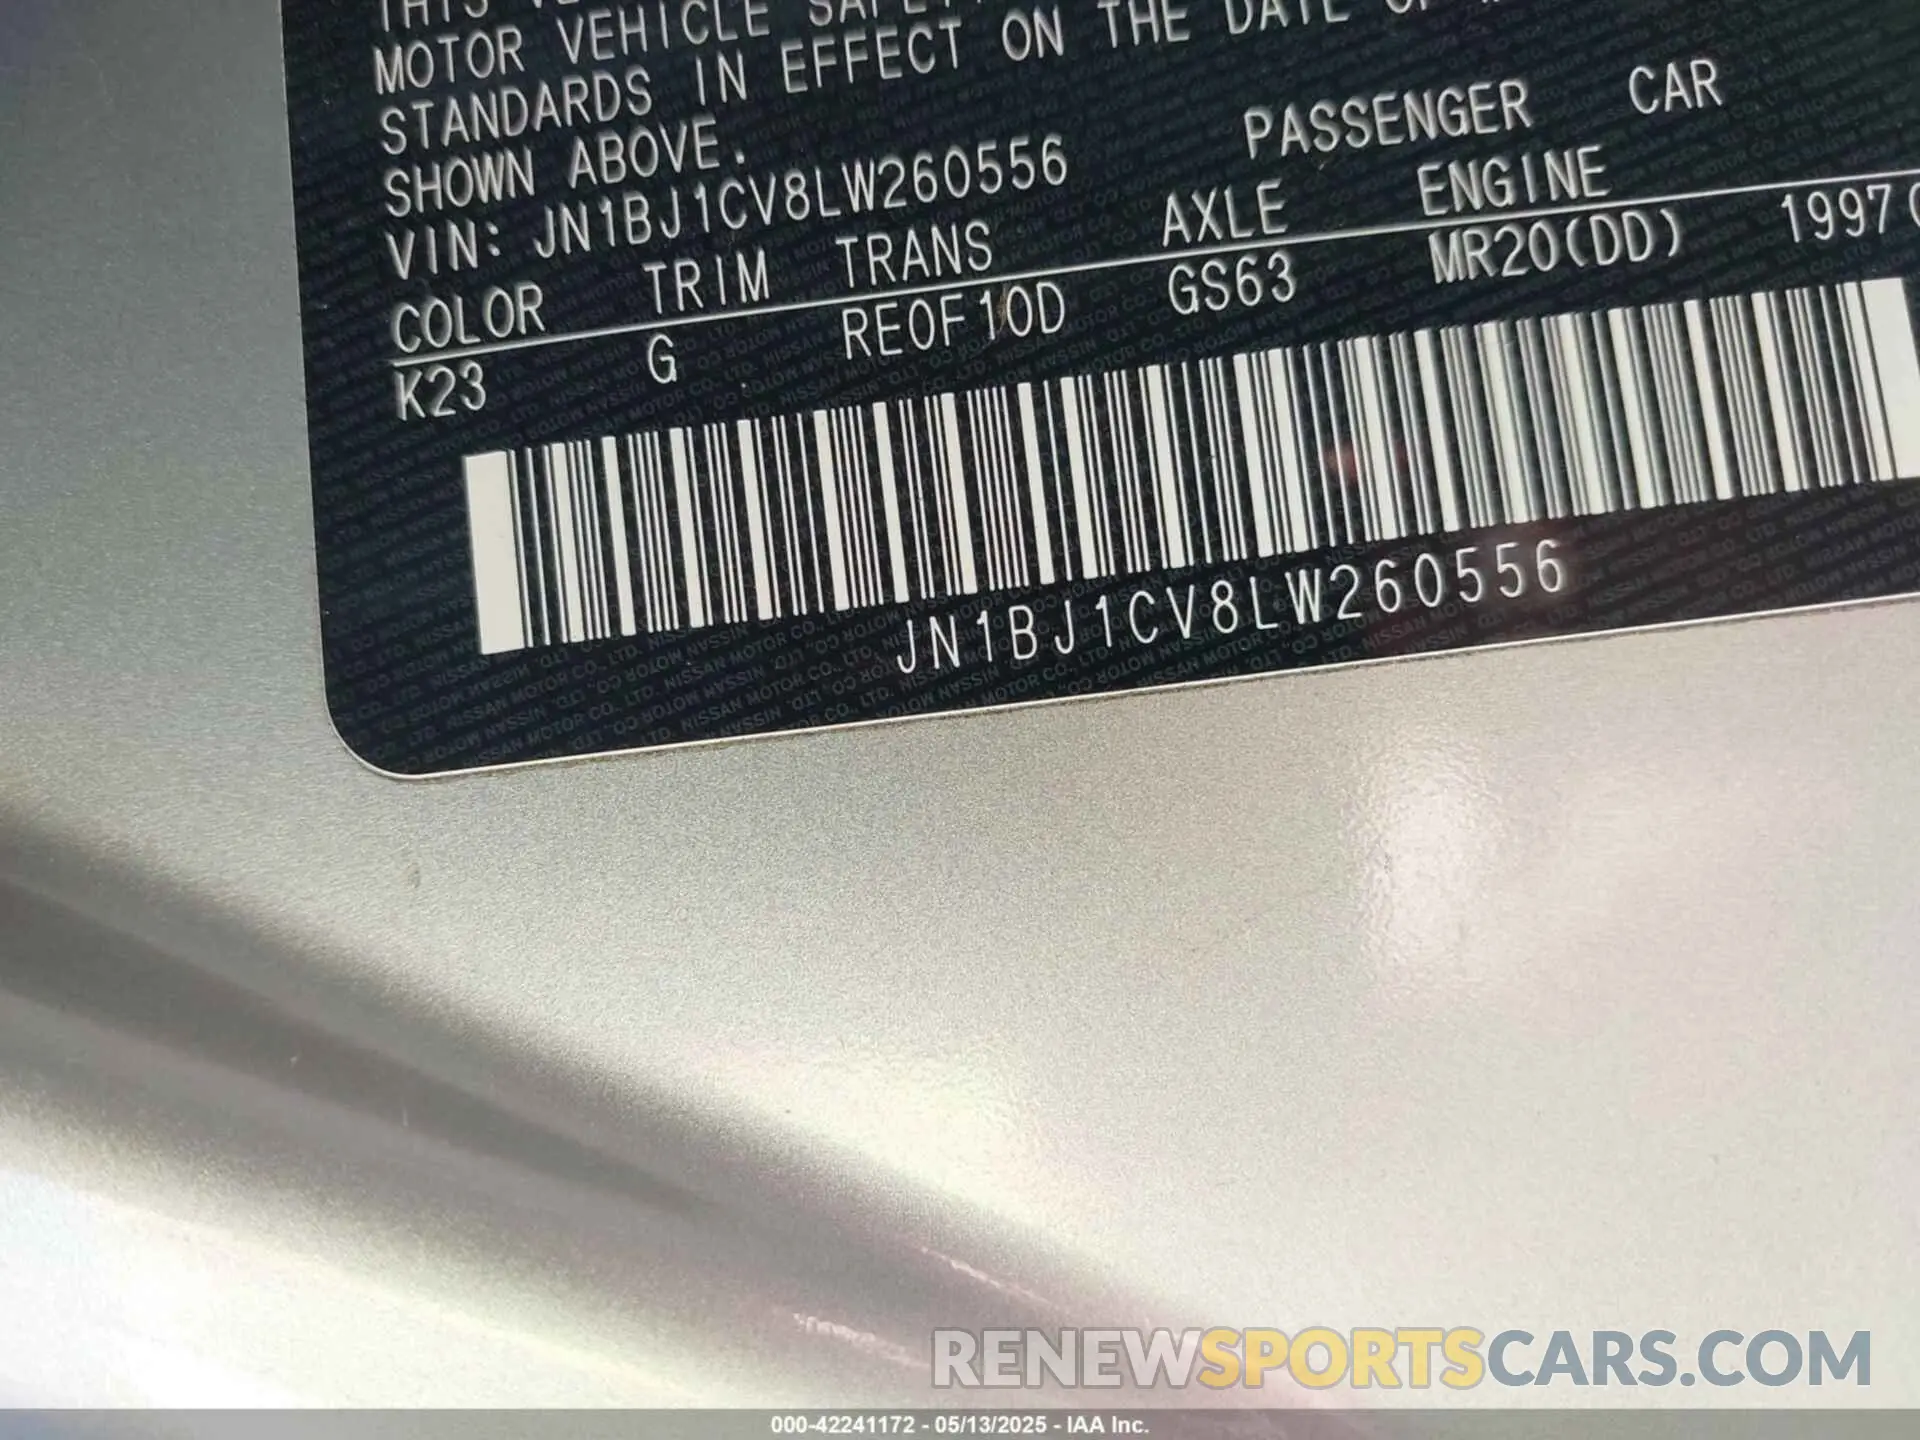 THIS
MOTOR VEHICLE
STANDARDS IN EFFECT ON THE DATE OF
SHOWN ABOVE.
VIN: JN1BJ1CV8LW260556 PASSENGER CAR
COLOR TRIM TRANS AXLE ENGINE
K23 G RE0F10D GS63 MR20(DD) 1997
JN1BJ1CV8LW260556
RENEWSPORTSCARS.COM
000-42241172 - 05/13/2025 - IAA Inc.